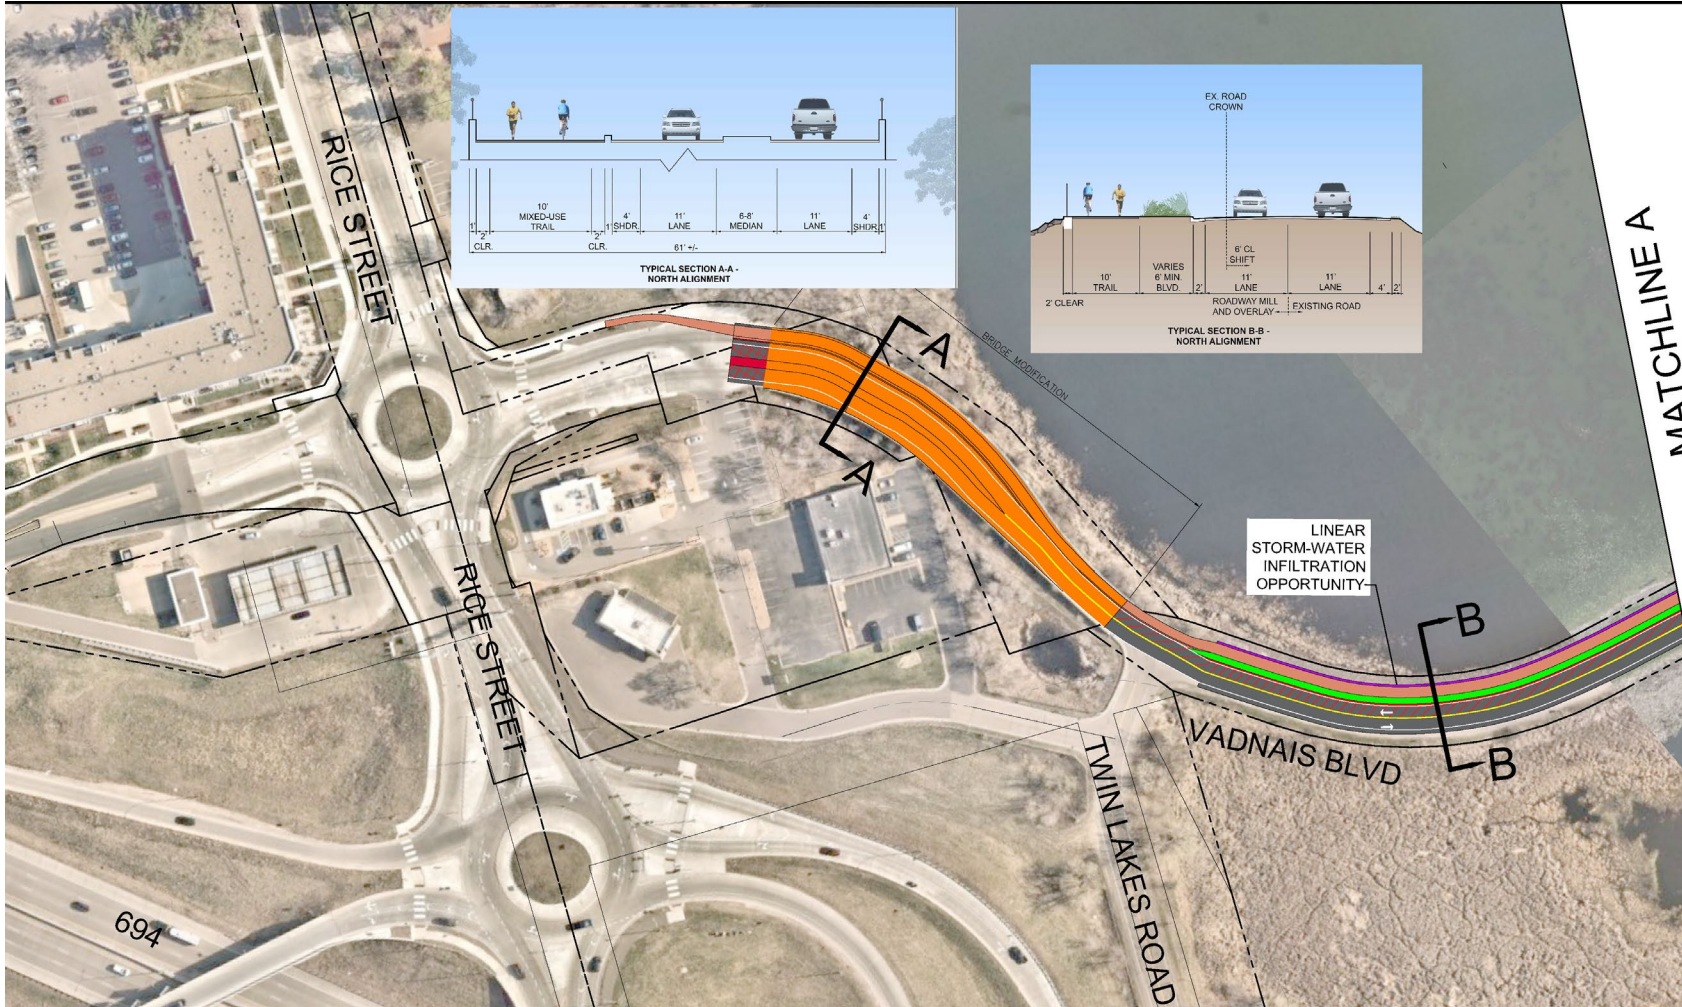 10'
MIXED-USE
TRAIL
4'
SHDR.
11'
LANE
6-8'
MEDIAN
11'
LANE
4'
SHDR.
1'
2'
CLR.
2'
CLR.
1'
1'
61' +/-
TYPICAL SECTION A-A -
NORTH ALIGNMENT
EX. ROAD
CROWN
6' CL
SHIFT
10'
TRAIL
VARIES
6' MIN.
BLVD.
2'
11'
LANE
11'
LANE
4'
2'
2' CLEAR
ROADWAY MILL
AND OVERLAY
EXISTING ROAD
TYPICAL SECTION B-B -
NORTH ALIGNMENT
MATCHLINE A
RICE STREET
A
A
BRIDGE MODIFICATION
LINEAR
STORM-WATER
INFILTRATION
OPPORTUNITY
B
B
RICE STREET
VADNAIS BLVD
TWIN LAKES ROAD
694